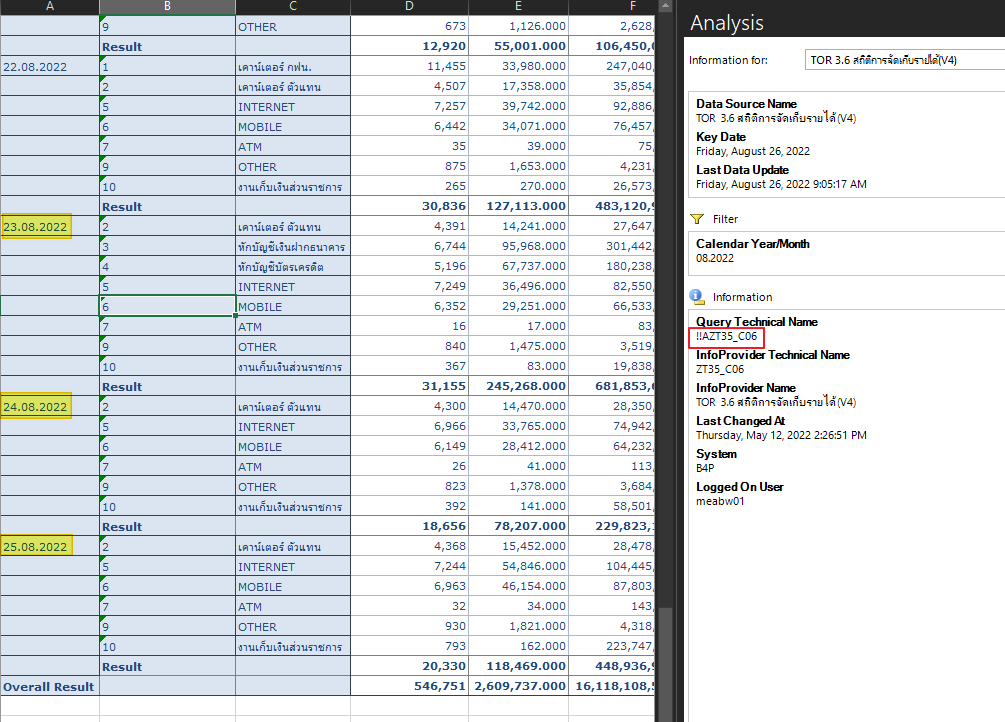 A B C D E F
9 OTHER 673 1,126.000 2,628,
Result 12,920 55,001.000 106,450,0
22.08.2022 1 เคาน์เตอร์ กฟน. 11,455 33,980.000 247,040,
2 เคาน์เตอร์ ตัวแทน 4,507 17,358.000 35,854,
5 INTERNET 7,257 39,742.000 92,886,
6 MOBILE 6,442 34,071.000 76,457,
7 ATM 35 39.000 75,
9 OTHER 875 1,653.000 4,231,
10 งานเก็บเงินส่วนราชการ 265 270.000 26,573,
Result 30,836 127,113.000 483,120,9
23.08.2022 2 เคาน์เตอร์ ตัวแทน 4,391 14,241.000 27,647,
3 หักบัญชีเงินฝากธนาคาร 6,744 95,968.000 301,442,
4 หักบัญชีบัตรเครดิต 5,196 67,737.000 180,238,
5 INTERNET 7,249 36,496.000 82,550,
6 MOBILE 6,352 29,251.000 66,533,
7 ATM 16 17.000 83,
9 OTHER 840 1,475.000 3,519,
10 งานเก็บเงินส่วนราชการ 367 83.000 19,838,
Result 31,155 245,268.000 681,853,0
24.08.2022 2 เคาน์เตอร์ ตัวแทน 4,300 14,470.000 28,350,
5 INTERNET 6,966 33,765.000 74,942,
6 MOBILE 6,149 28,412.000 64,232,
7 ATM 26 41.000 113,
9 OTHER 823 1,378.000 3,684,
10 งานเก็บเงินส่วนราชการ 392 141.000 58,501,
Result 18,656 78,207.000 229,823,
25.08.2022 2 เคาน์เตอร์ ตัวแทน 4,368 15,452.000 28,478,
5 INTERNET 7,244 54,846.000 104,445,
6 MOBILE 6,963 46,154.000 87,803,
7 ATM 32 34.000 143,
9 OTHER 930 1,821.000 4,318,
10 งานเก็บเงินส่วนราชการ 793 162.000 223,747,
Result 20,330 118,469.000 448,936,9
Overall Result 546,751 2,609,737.000 16,118,108,
Analysis
Information for: TOR 3.6 สถิติการจัดเก็บรายได้(V4)
Data Source Name
TOR 3.6 สถิติการจัดเก็บรายได้(V4)
Key Date
Friday, August 26, 2022
Last Data Update
Friday, August 26, 2022 9:05:17 AM
Filter
Calendar Year/Month
08.2022
Information
Query Technical Name
!!AZT35_C06
InfoProvider Technical Name
ZT35_C06
InfoProvider Name
TOR 3.6 สถิติการจัดเก็บรายได้(V4)
Last Changed At
Thursday, May 12, 2022 2:26:51 PM
System
B4P
Logged On User
meabw01